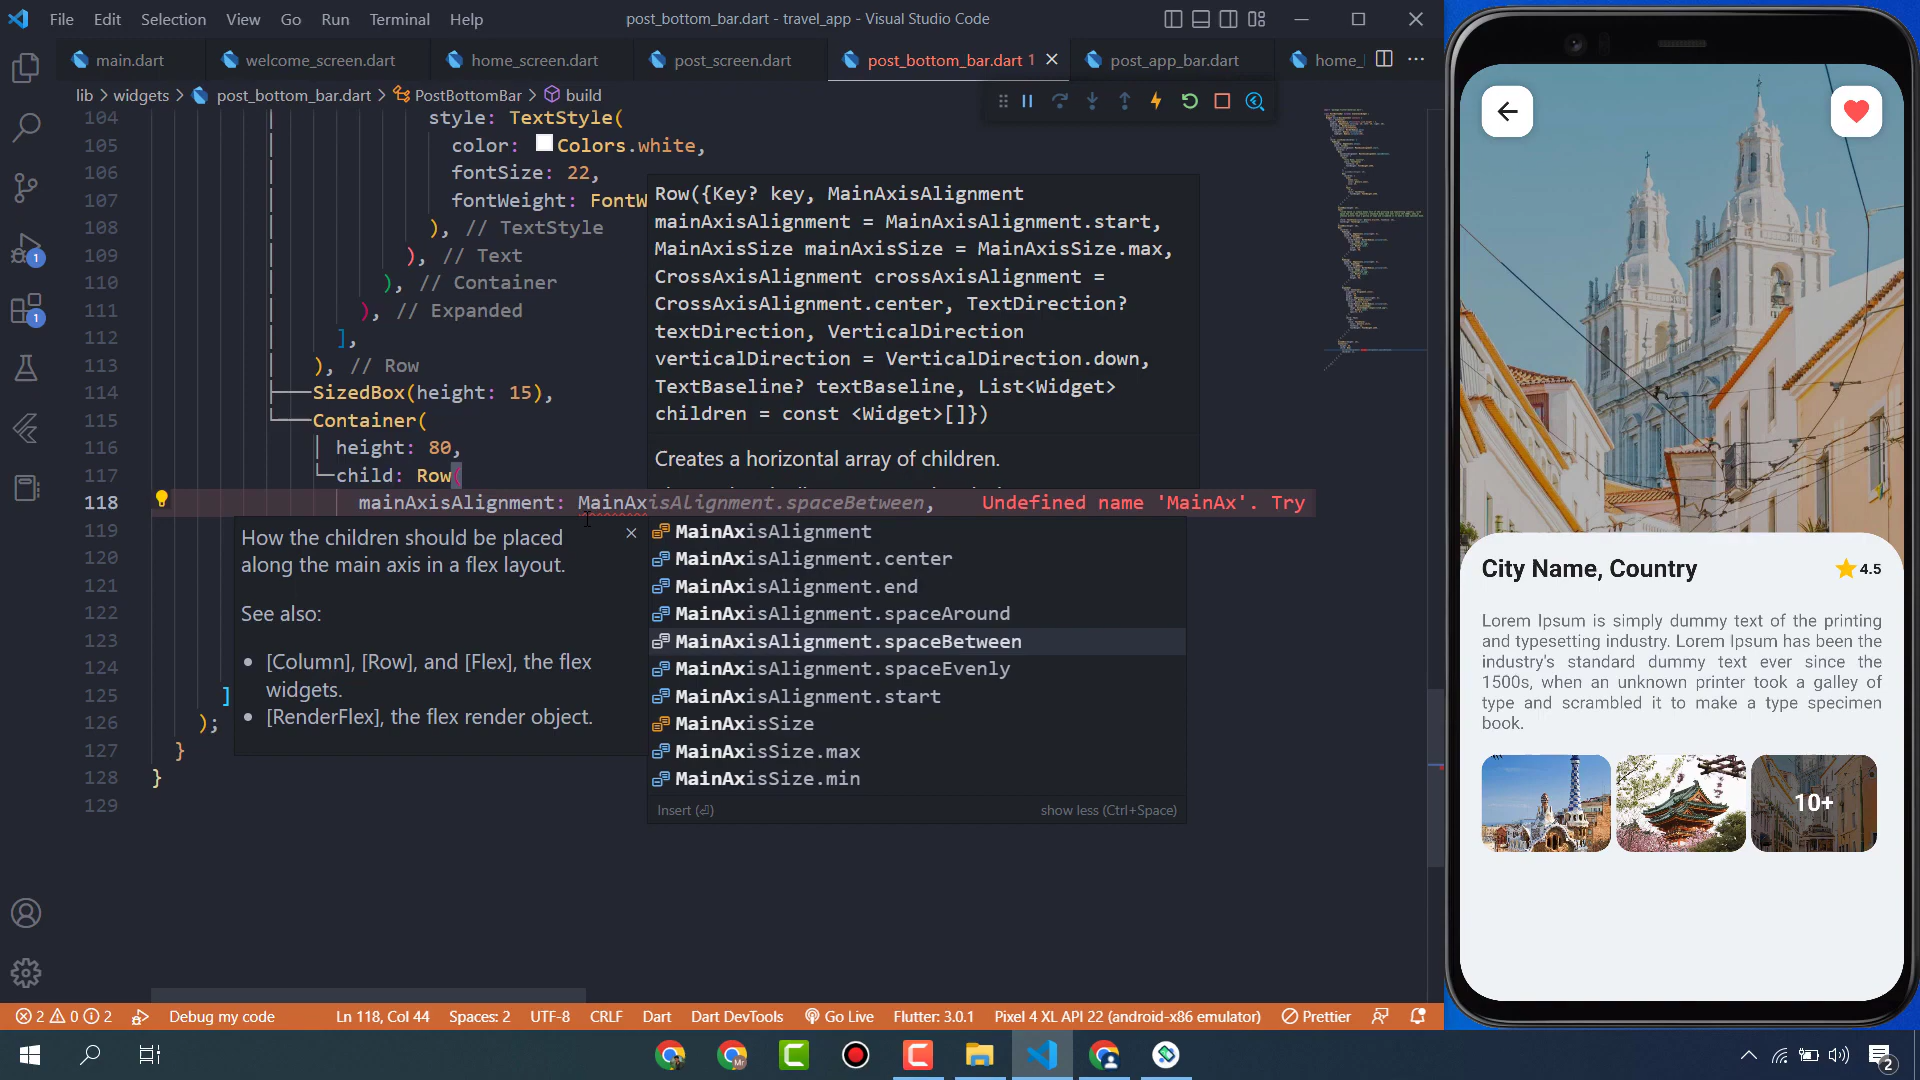 File Edit Selection View Go Run Terminal Help
post_bottom_bar.dart - travel_app - Visual Studio Code
main.dart welcome_screen.dart home_screen.dart post_screen.dart post_bottom_bar.dart 1 post_app_bar.dart home_
lib > widgets > post_bottom_bar.dart > PostBottomBar > build
104 style: TextStyle(
105 color: Colors.white,
106 fontSize: 22,
107 fontWeight: FontW
108 ), // TextStyle
109 ), // Text
110 ), // Container
111 ), // Expanded
112 ],
113 ), // Row
114 SizedBox(height: 15),
115 Container(
116 height: 80,
117 child: Row(
118 mainAxisAlignment: MainAxisAlignment.spaceBetween, Undefined name 'MainAx'. Try
119
120
121
122
123
124
125 ]
126 );
127 }
128 }
129
Row({Key? key, MainAxisAlignment
mainAxisAlignment = MainAxisAlignment.start,
MainAxisSize mainAxisSize = MainAxisSize.max,
CrossAxisAlignment crossAxisAlignment =
CrossAxisAlignment.center, TextDirection?
textDirection, VerticalDirection
verticalDirection = VerticalDirection.down,
TextBaseline? textBaseline, List<Widget>
children = const <Widget>[]})
Creates a horizontal array of children.
How the children should be placed
along the main axis in a flex layout.
See also:
• [Column], [Row], and [Flex], the flex
widgets.
• [RenderFlex], the flex render object.
MainAxisAlignment
MainAxisAlignment.center
MainAxisAlignment.end
MainAxisAlignment.spaceAround
MainAxisAlignment.spaceBetween
MainAxisAlignment.spaceEvenly
MainAxisAlignment.start
MainAxisSize
MainAxisSize.max
MainAxisSize.min
Insert (⏎) show less (Ctrl+Space)
1
1
2 0 2 Debug my code Ln 118, Col 44 Spaces: 2 UTF-8 CRLF Dart Dart DevTools Go Live Flutter: 3.0.1 Pixel 4 XL API 22 (android-x86 emulator) Prettier
2
City Name, Country 4.5
Lorem Ipsum is simply dummy text of the printing
and typesetting industry. Lorem Ipsum has been the
industry's standard dummy text ever since the
1500s, when an unknown printer took a galley of
type and scrambled it to make a type specimen
book.
10+